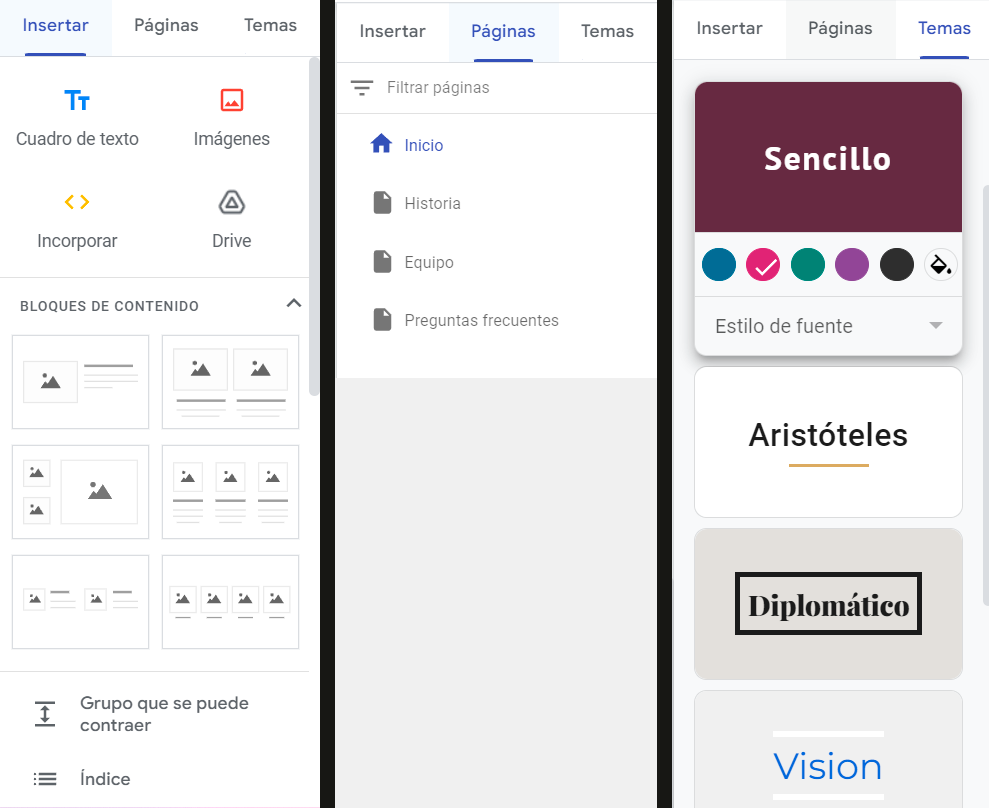 Insertar Páginas Temas
Cuadro de texto Imágenes
Incorporar Drive
BLOQUES DE CONTENIDO
Grupo que se puede
contraer
Índice
Insertar Páginas Temas
Filtrar páginas
Inicio
Historia
Equipo
Preguntas frecuentes
Insertar Páginas Temas
Sencillo
Estilo de fuente
Aristóteles
Diplomático
Vision